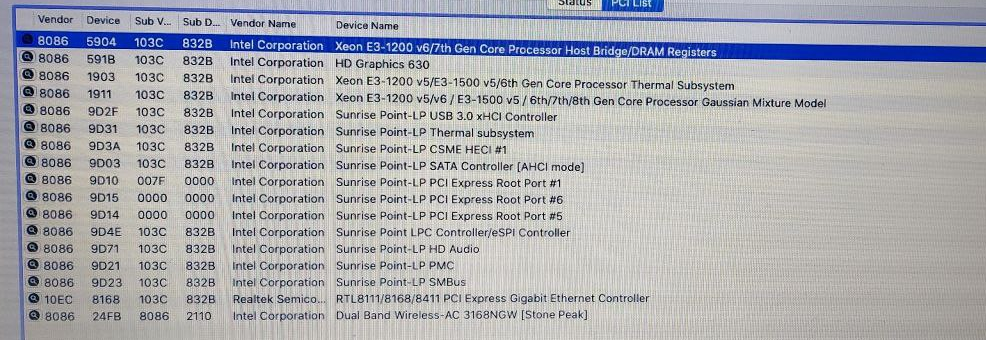 Status PCI List
Vendor Device Sub V... Sub D... Vendor Name Device Name
8086 5904 103C 832B Intel Corporation Xeon E3-1200 v6/7th Gen Core Processor Host Bridge/DRAM Registers
8086 591B 103C 832B Intel Corporation HD Graphics 630
8086 1903 103C 832B Intel Corporation Xeon E3-1200 v5/E3-1500 v5/6th Gen Core Processor Thermal Subsystem
8086 1911 103C 832B Intel Corporation Xeon E3-1200 v5/v6 / E3-1500 v5 / 6th/7th/8th Gen Core Processor Gaussian Mixture Model
8086 9D2F 103C 832B Intel Corporation Sunrise Point-LP USB 3.0 xHCI Controller
8086 9D31 103C 832B Intel Corporation Sunrise Point-LP Thermal subsystem
8086 9D3A 103C 832B Intel Corporation Sunrise Point-LP CSME HECI #1
8086 9D03 103C 832B Intel Corporation Sunrise Point-LP SATA Controller [AHCI mode]
8086 9D10 007F 0000 Intel Corporation Sunrise Point-LP PCI Express Root Port #1
8086 9D15 0000 0000 Intel Corporation Sunrise Point-LP PCI Express Root Port #6
8086 9D14 0000 0000 Intel Corporation Sunrise Point-LP PCI Express Root Port #5
8086 9D4E 103C 832B Intel Corporation Sunrise Point LPC Controller/eSPI Controller
8086 9D71 103C 832B Intel Corporation Sunrise Point-LP HD Audio
8086 9D21 103C 832B Intel Corporation Sunrise Point-LP PMC
8086 9D23 103C 832B Intel Corporation Sunrise Point-LP SMBus
10EC 8168 103C 832B Realtek Semico... RTL8111/8168/8411 PCI Express Gigabit Ethernet Controller
8086 24FB 8086 2110 Intel Corporation Dual Band Wireless-AC 3168NGW [Stone Peak]